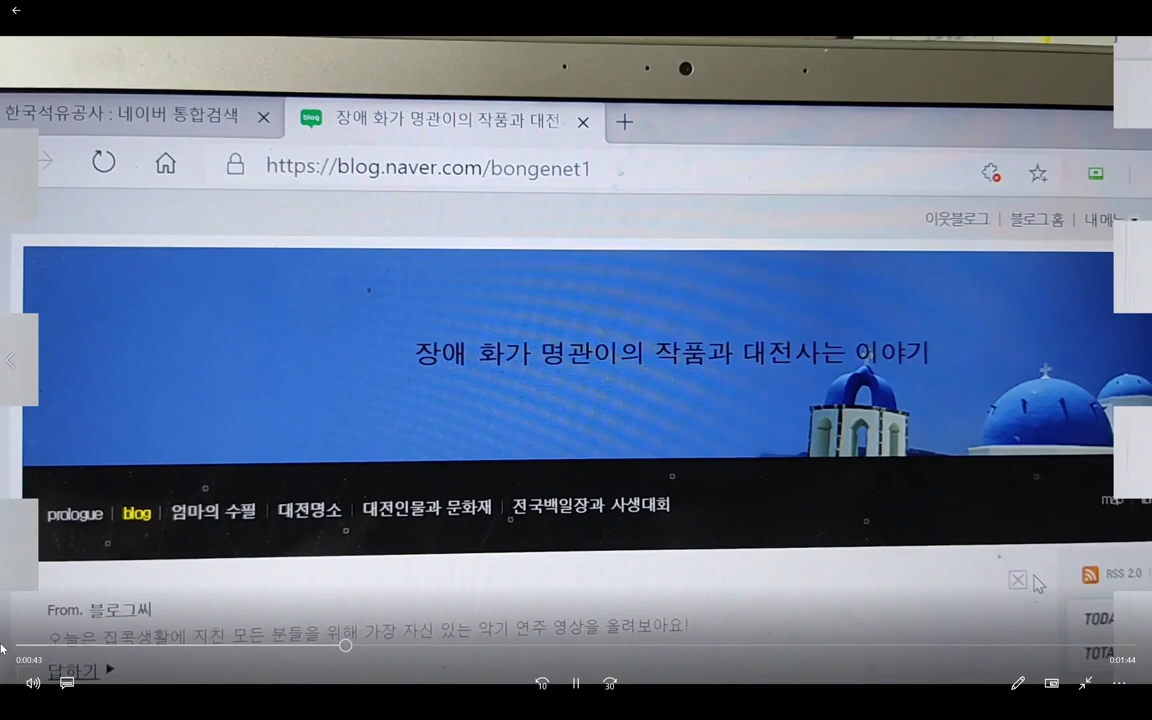 한국석유공사 : 네이버 통합검색
blog 장애 화가 명관이의 작품과 대전
https://blog.naver.com/bongenet1
이웃블로그 | 블로그 홈 | 내 메뉴
장애 화가 명관이의 작품과 대전사는 이야기
prologue | blog | 엄마의 수필 | 대전명소 | 대전인물과 문화재 | 전국백일장과 사생대회
RSS 2.0
From. 블로그씨
오늘은 집콕생활에 지친 모든 분들을 위해 가장 자신 있는 악기 연주 영상을 올려보아요!
답하기
0:00:43
0:01:44
10
30